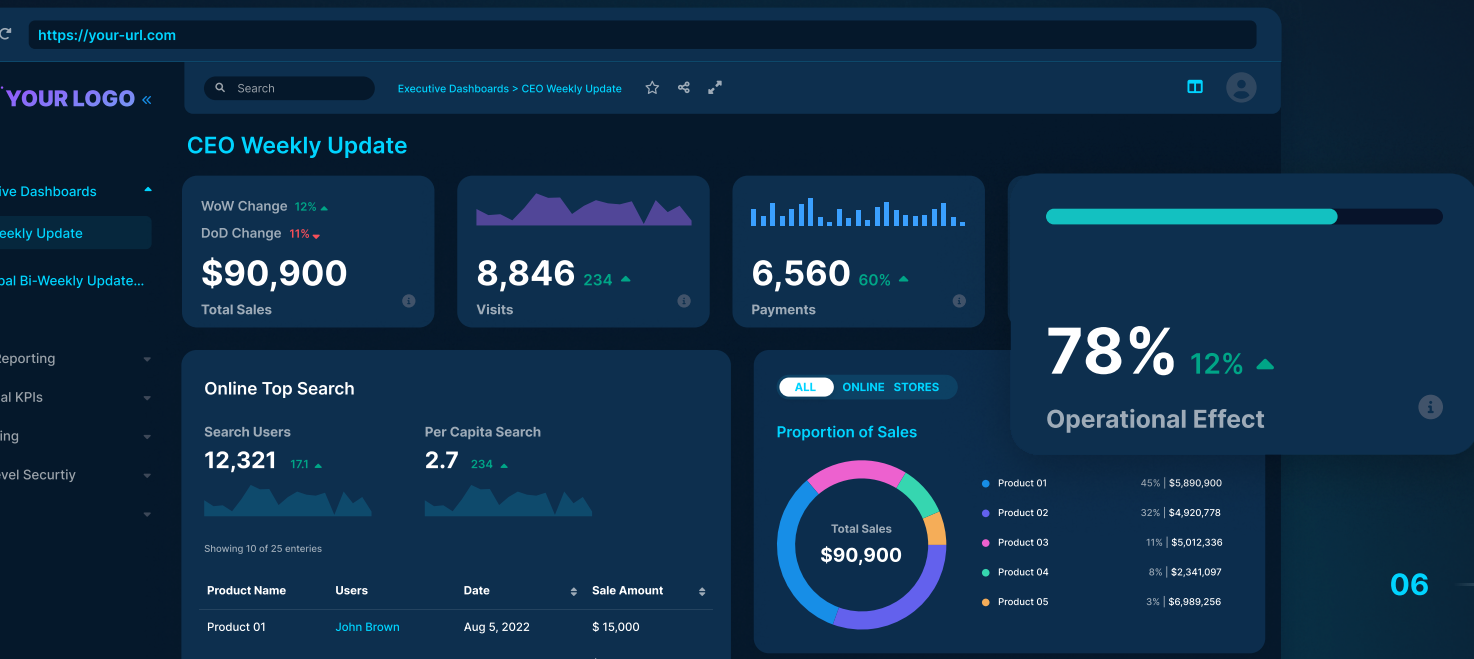 https://your-url.com
YOUR LOGO «
Search
Executive Dashboards > CEO Weekly Update
CEO Weekly Update
ive Dashboards
eekly Update
bal Bi-Weekly Update...
Reporting
al KPIs
ing
evel Securtiy
WoW Change 12%
DoD Change 11%
$90,900
Total Sales
8,846 234
Visits
6,560 60%
Payments
78% 12%
Operational Effect
Online Top Search
Search Users
12,321 17.1
Per Capita Search
2.7 234
Showing 10 of 25 enteries
Product Name Users Date Sale Amount
Product 01 John Brown Aug 5, 2022 $ 15,000
ALL ONLINE STORES
Proportion of Sales
Total Sales
$90,900
Product 01 45% | $5,890,900
Product 02 32% | $4,920,778
Product 03 11% | $5,012,336
Product 04 8% | $2,341,097
Product 05 3% | $6,989,256
06